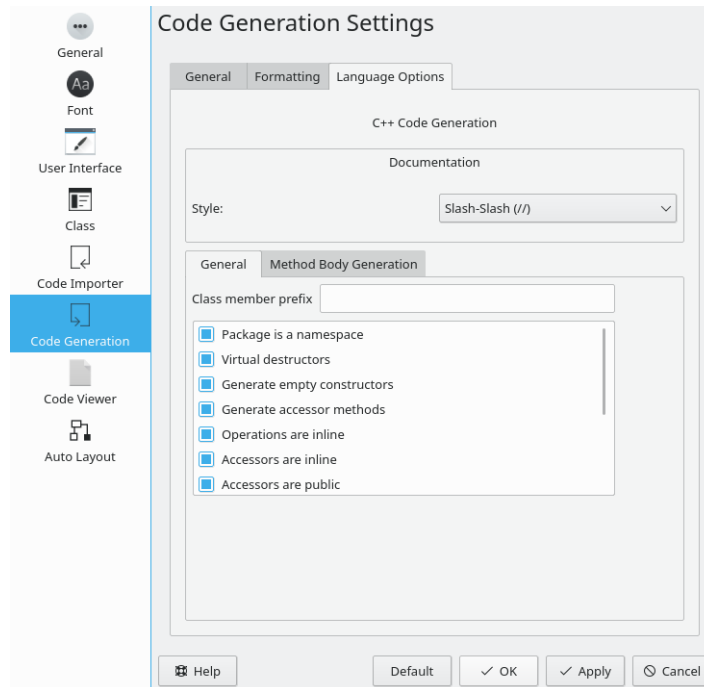 Code Generation Settings
General
Font
User Interface
Class
Code Importer
Code Generation
Code Viewer
Auto Layout
General Formatting Language Options
C++ Code Generation
Documentation
Style: Slash-Slash (//)
General Method Body Generation
Class member prefix
Package is a namespace
Virtual destructors
Generate empty constructors
Generate accessor methods
Operations are inline
Accessors are inline
Accessors are public
Help Default OK Apply Cancel
Aa